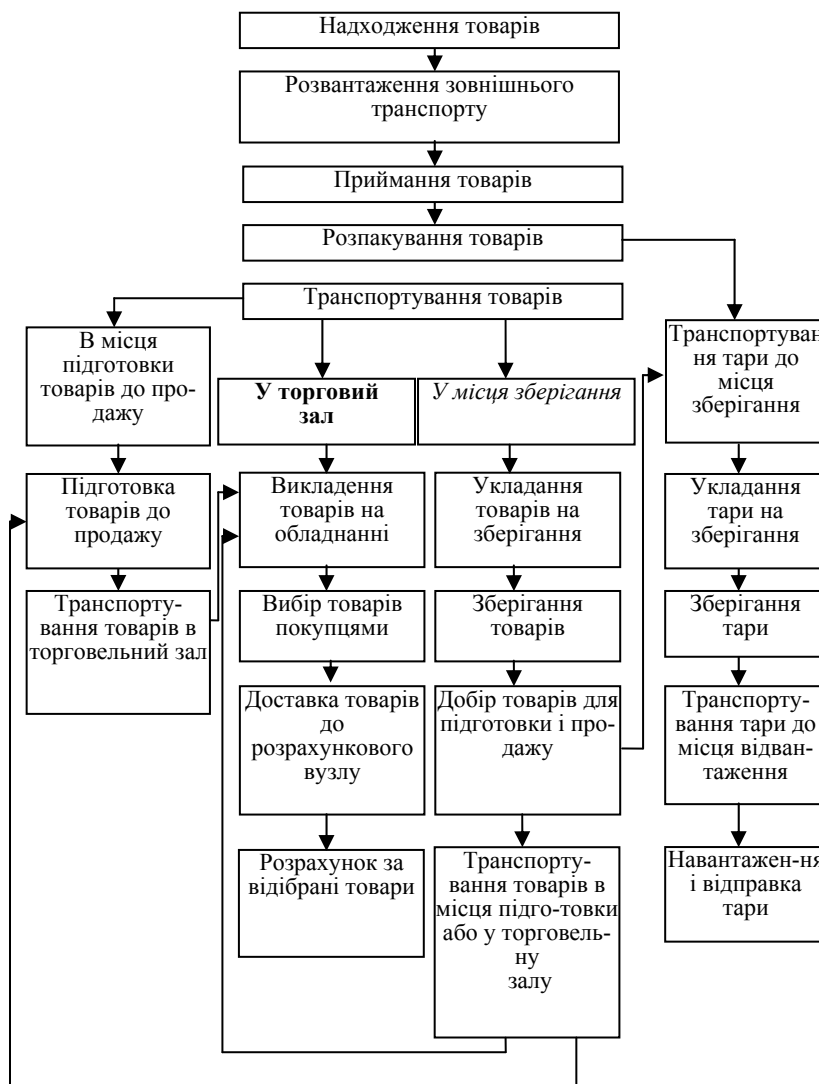 Надходження товарів
Розвантаження зовнішнього
транспорту
Приймання товарів
Розпакування товарів
Транспортування товарів
В місця
підготовки
товарів до про-
дажу
Підготовка
товарів до
продажу
Транспорту-
вання товарів в
торговельний зал
У торговий
зал
Викладення
товарів на
обладнанні
Вибір товарів
покупцями
Доставка товарів
до
розрахункового
вузлу
Розрахунок за
відібрані товари
У місця зберігання
Укладання
товарів на
зберігання
Зберігання
товарів
Добір товарів для
підготовки і про-
дажу
Транспорту-
вання товарів в
місця підго-товки
або у торговель-
ну
залу
Транспортуван
ня тари до
місця
зберігання
Укладання
тари на
зберігання
Зберігання
тари
Транспорту-
вання тари до
місця відван-
таження
Навантажен-ня
і відправка
тари